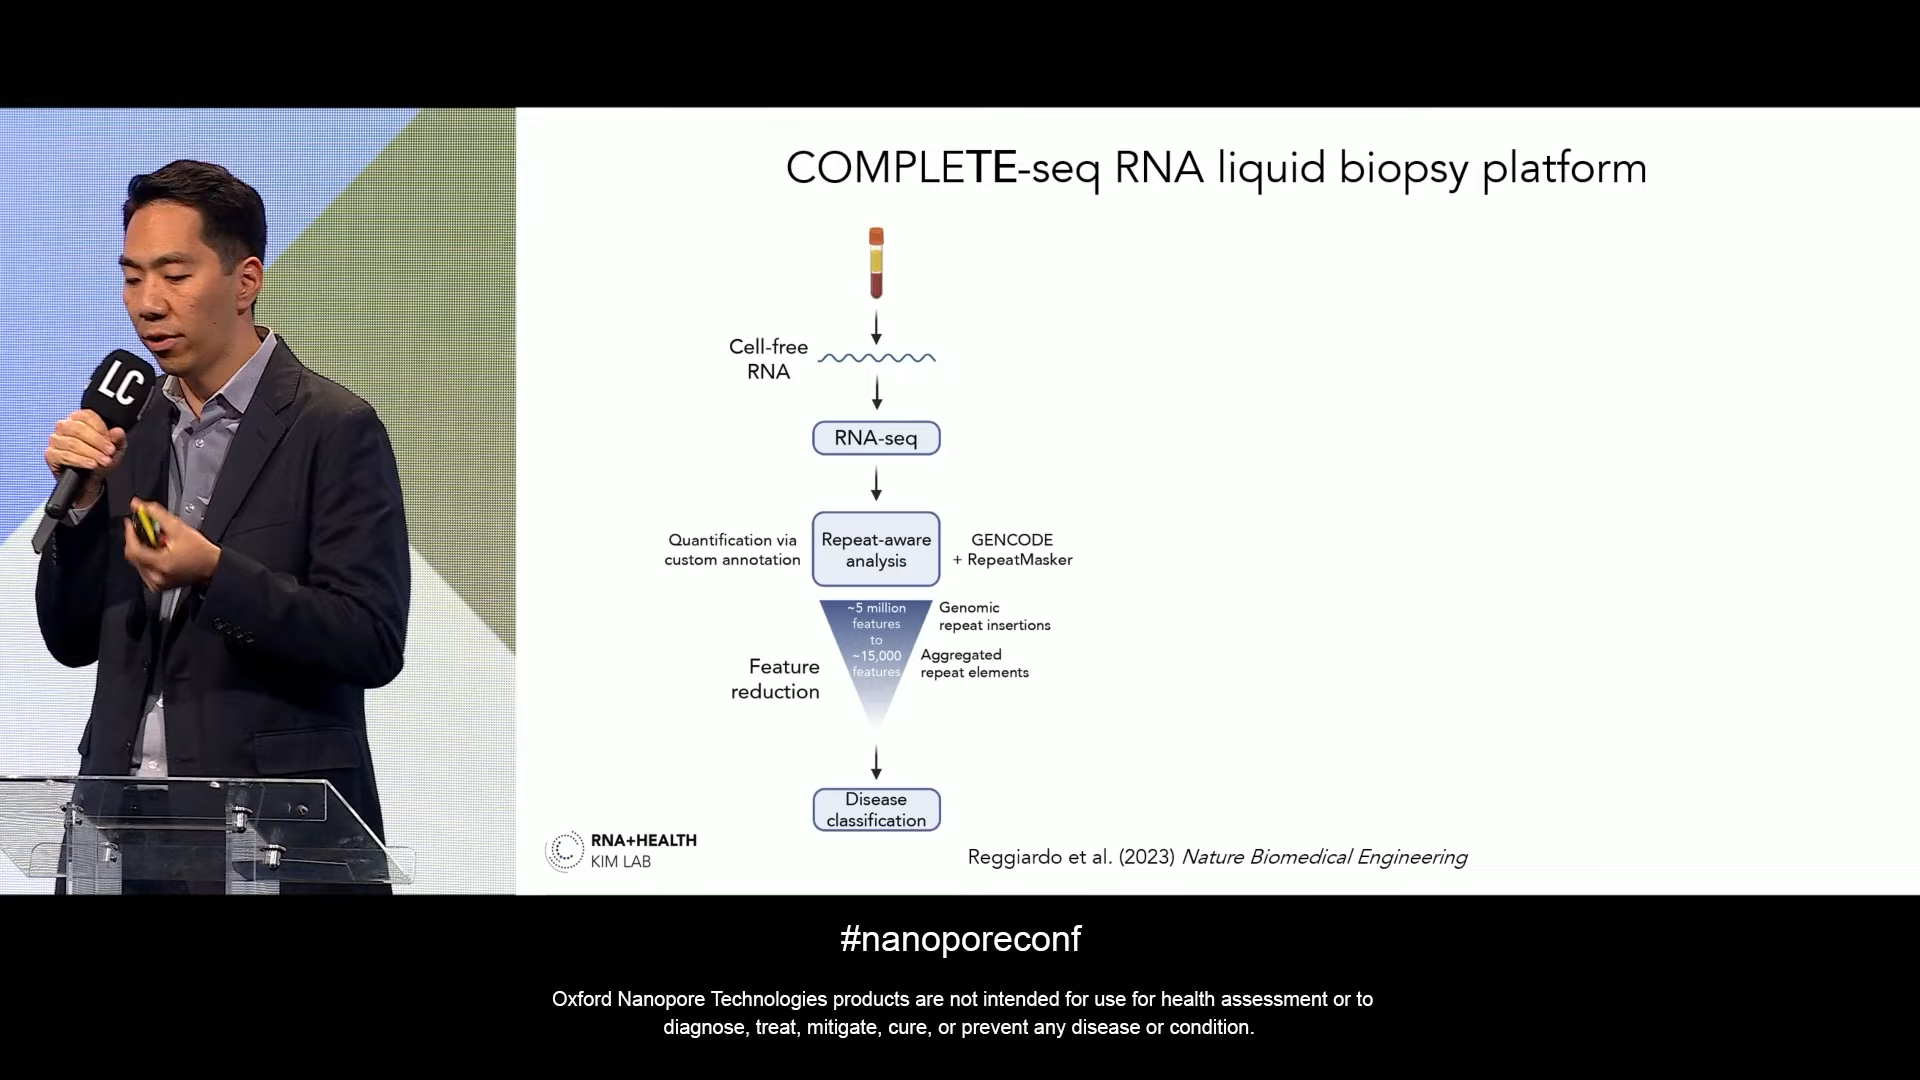 LC
COMPLETE-seq RNA liquid biopsy platform
Cell-free
RNA
RNA-seq
Quantification via
custom annotation
Repeat-aware
analysis
GENCODE
+ RepeatMasker
~5 million
features
to
~15,000
features
Genomic
repeat insertions
Aggregated
repeat elements
Feature
reduction
Disease
classification
RNA+HEALTH
KIM LAB
Reggiardo et al. (2023) Nature Biomedical Engineering
#nanoporeconf
Oxford Nanopore Technologies products are not intended for use for health assessment or to
diagnose, treat, mitigate, cure, or prevent any disease or condition.